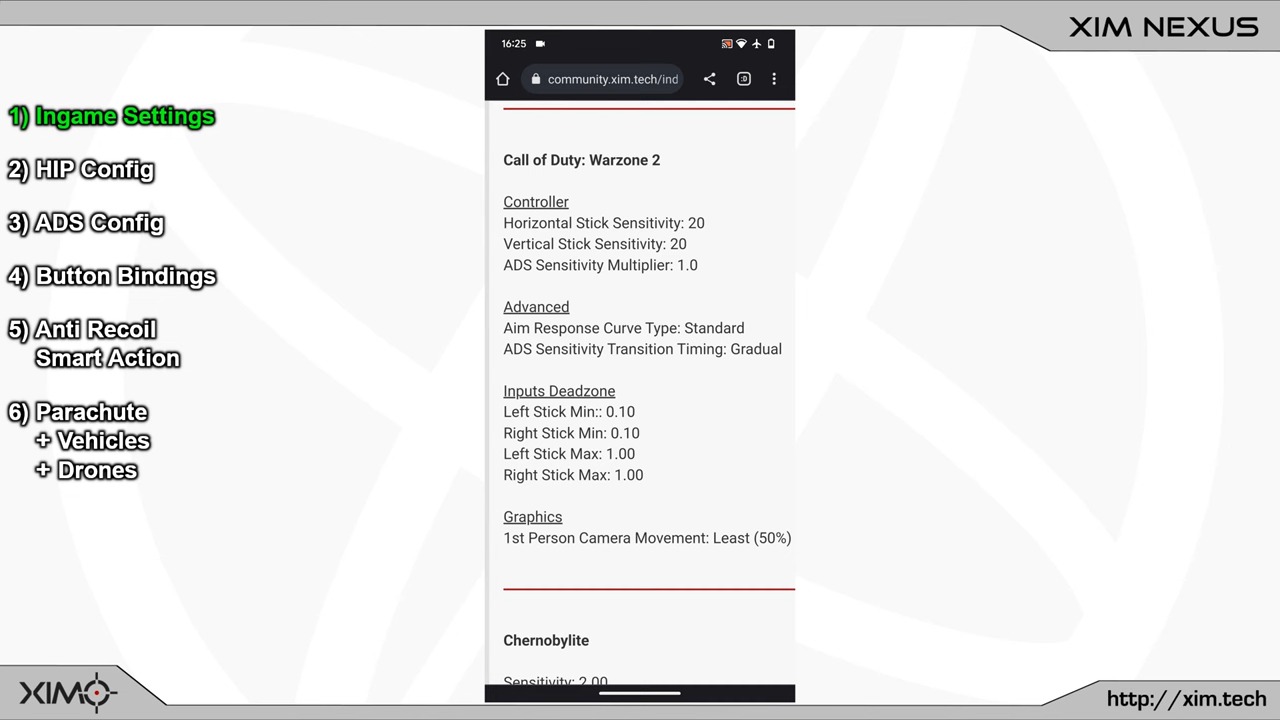 XIM NEXUS
1) Ingame Settings
2) HIP Config
3) ADS Config
4) Button Bindings
5) Anti Recoil
Smart Action
6) Parachute
+ Vehicles
+ Drones
16:25
community.xim.tech/ind
:D
Call of Duty: Warzone 2
Controller
Horizontal Stick Sensitivity: 20
Vertical Stick Sensitivity: 20
ADS Sensitivity Multiplier: 1.0
Advanced
Aim Response Curve Type: Standard
ADS Sensitivity Transition Timing: Gradual
Inputs Deadzone
Left Stick Min:: 0.10
Right Stick Min: 0.10
Left Stick Max: 1.00
Right Stick Max: 1.00
Graphics
1st Person Camera Movement: Least (50%)
Chernobylite
Sensitivity: 2.00
XIM
http://xim.tech